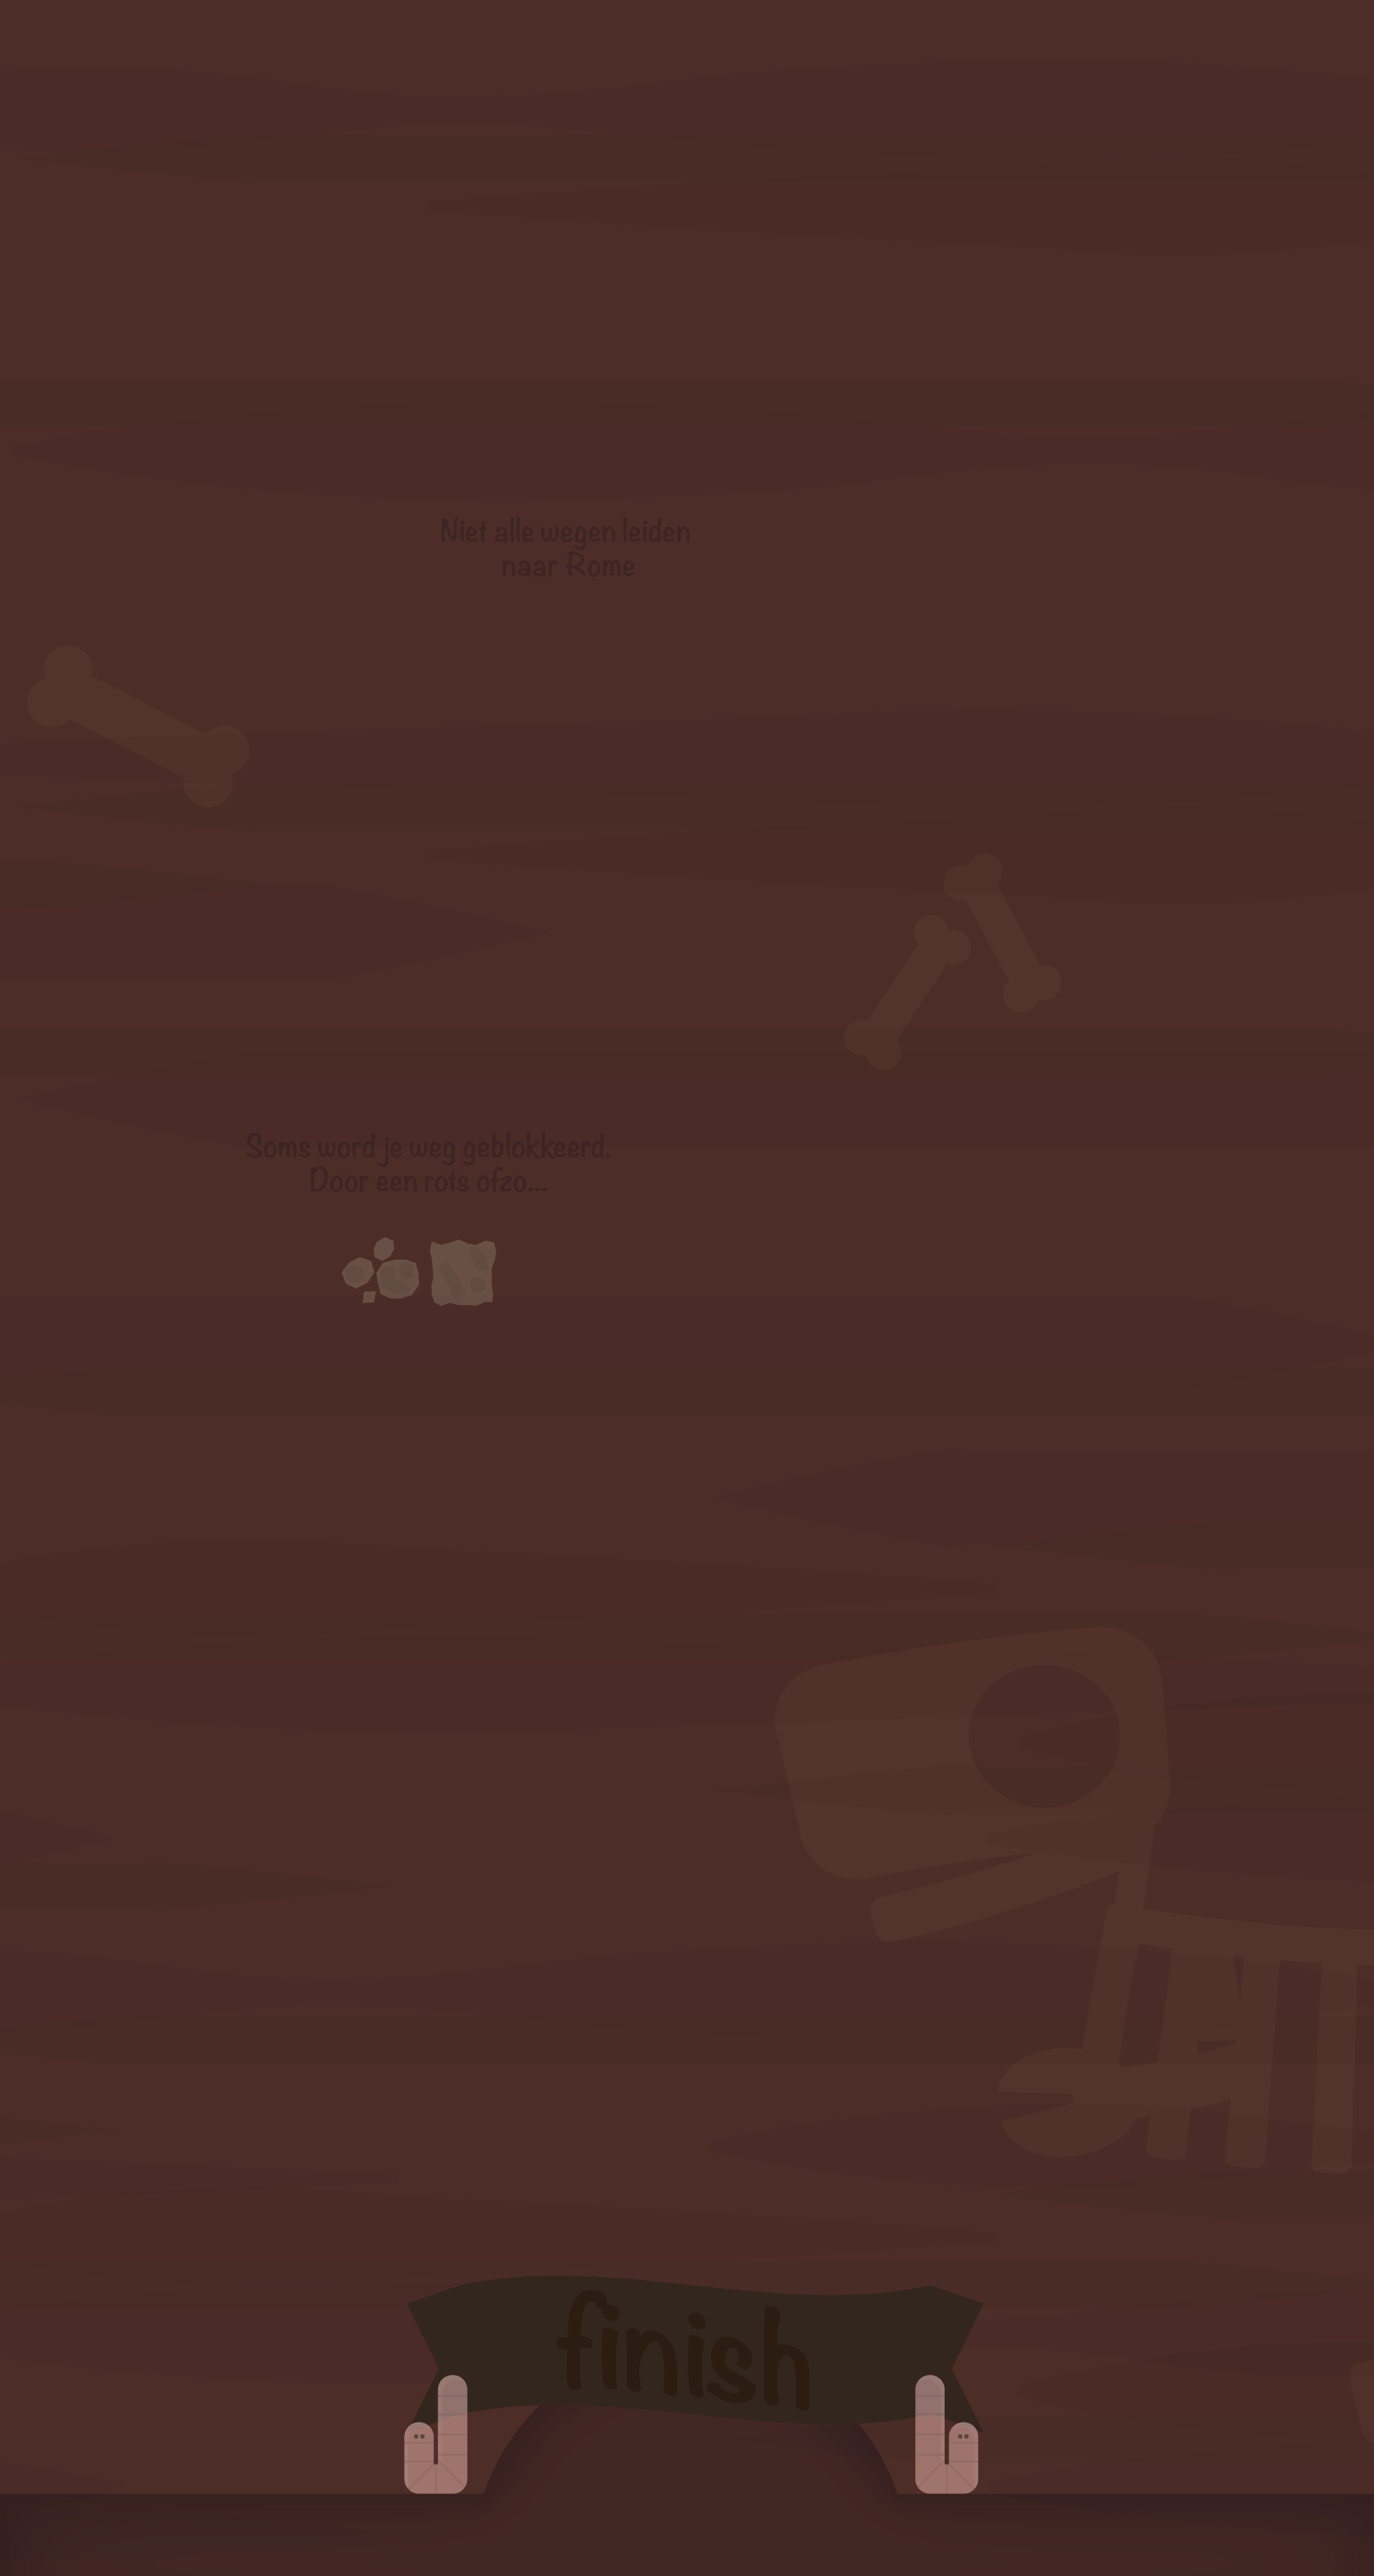 Niet alle wegen leiden
naar Rome
Soms word je weg geblokkeerd.
Door een rots ofzo...
finish